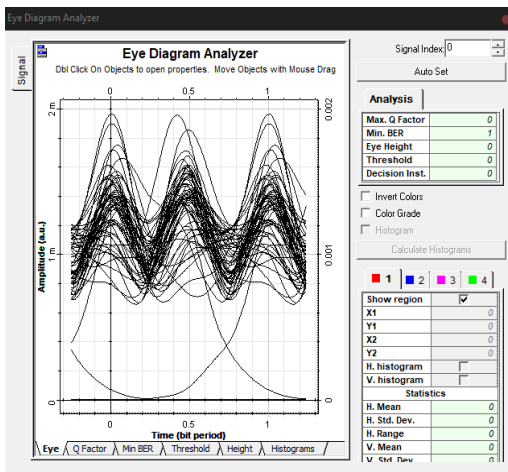 Eye Diagram Analyzer
Signal
Eye Diagram Analyzer
Dbl Click On Objects to open properties. Move Objects with Mouse Drag
0 0.5 1
2 m
1 m
0
0.002
0.001
0
Amplitude (a.u.)
0 0.5 1
Time (bit period)
Eye Q Factor Min BER Threshold Height Histograms
Signal Index: 0
Auto Set
Analysis
Max. Q Factor 0
Min. BER 1
Eye Height 0
Threshold 0
Decision Inst. 0
Invert Colors
Color Grade
Histogram
Calculate Histograms
1 2 3 4
Show region
X1 0
Y1 0
X2 0
Y2 0
H. histogram
V. histogram
Statistics
H. Mean 0
H. Std. Dev. 0
H. Range 0
V. Mean 0
V. Std. Dev. 0